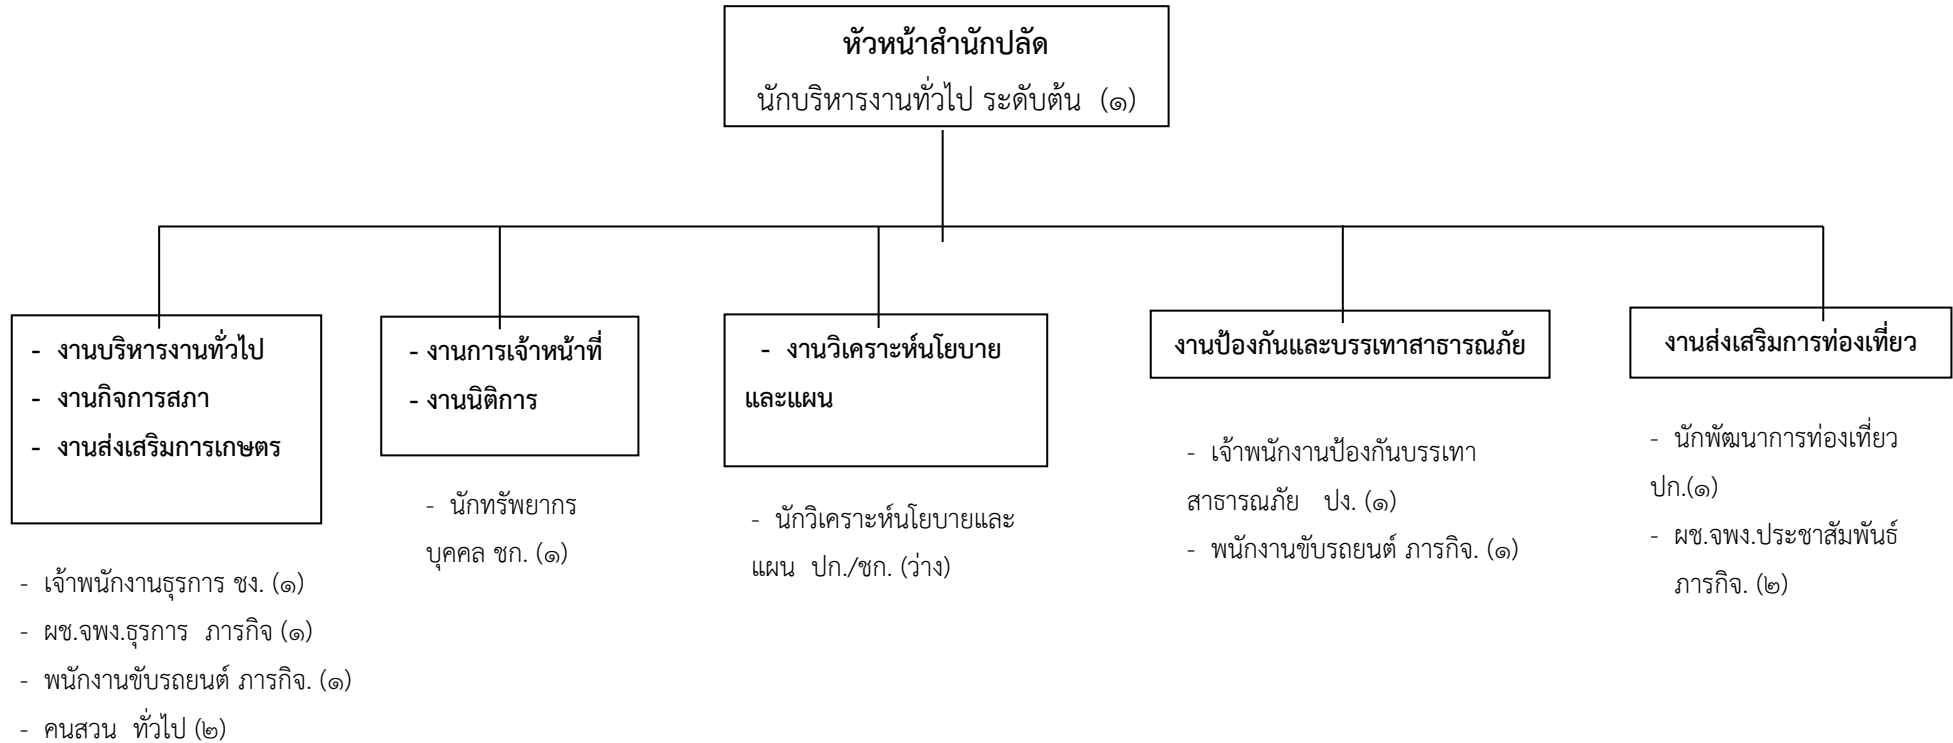 หัวหน้าสำนักปลัด
นักบริหารงานทั่วไป ระดับต้น (๑)
- งานบริหารงานทั่วไป
- งานกิจการสภา
- งานส่งเสริมการเกษตร
- เจ้าพนักงานธุรการ ชง. (๑)
- ผช.จพง.ธุรการ ภารกิจ (๑)
- พนักงานขับรถยนต์ ภารกิจ. (๑)
- คนสวน ทั่วไป (๒)
- งานการเจ้าหน้าที่
- งานนิติการ
- นักทรัพยากร
บุคคล ชก. (๑)
- งานวิเคราะห์นโยบาย
และแผน
- นักวิเคราะห์นโยบายและ
แผน ปก./ชก. (ว่าง)
งานป้องกันและบรรเทาสาธารณภัย
- เจ้าพนักงานป้องกันบรรเทา
สาธารณภัย ปง. (๑)
- พนักงานขับรถยนต์ ภารกิจ. (๑)
งานส่งเสริมการท่องเที่ยว
- นักพัฒนาการท่องเที่ยว
ปก.(๑)
- ผช.จพง.ประชาสัมพันธ์
ภารกิจ. (๒)